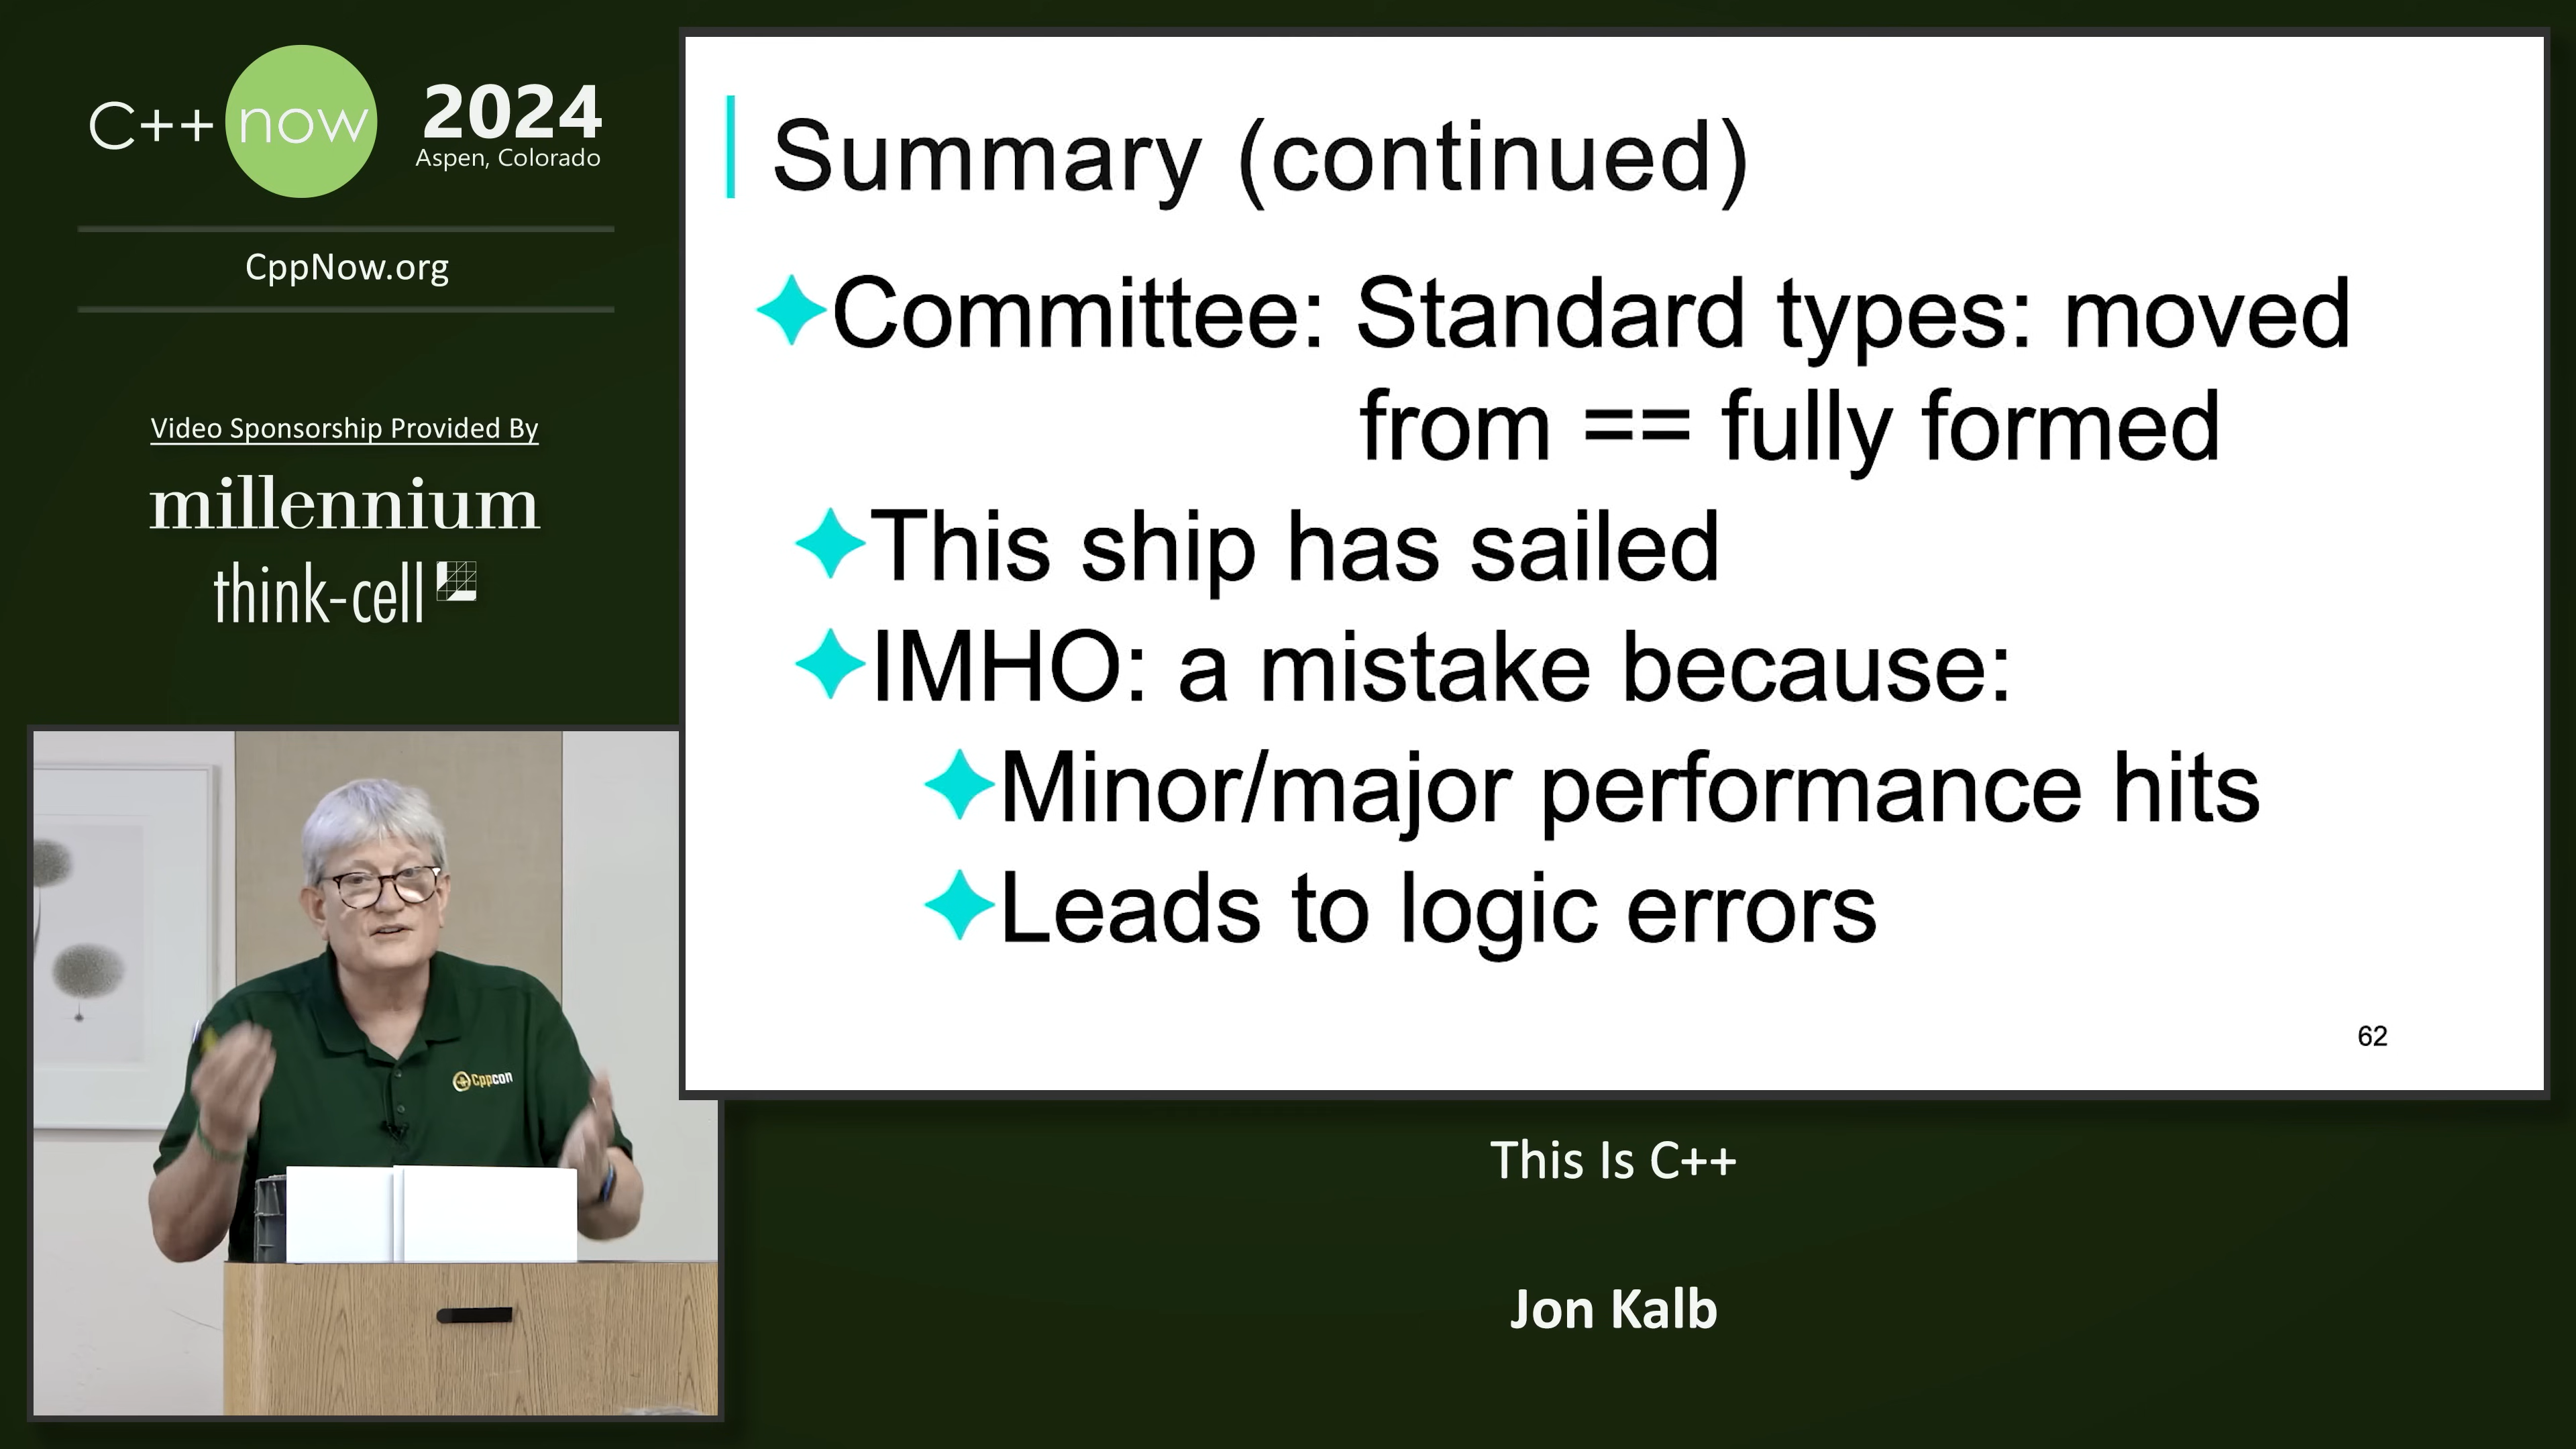 C++ now
2024
Aspen, Colorado
CppNow.org
Video Sponsorship Provided By
millennium
think-cell
Summary (continued)
Committee: Standard types: moved
from == fully formed
This ship has sailed
IMHO: a mistake because:
Minor/major performance hits
Leads to logic errors
62
Cppcon
This Is C++
Jon Kalb